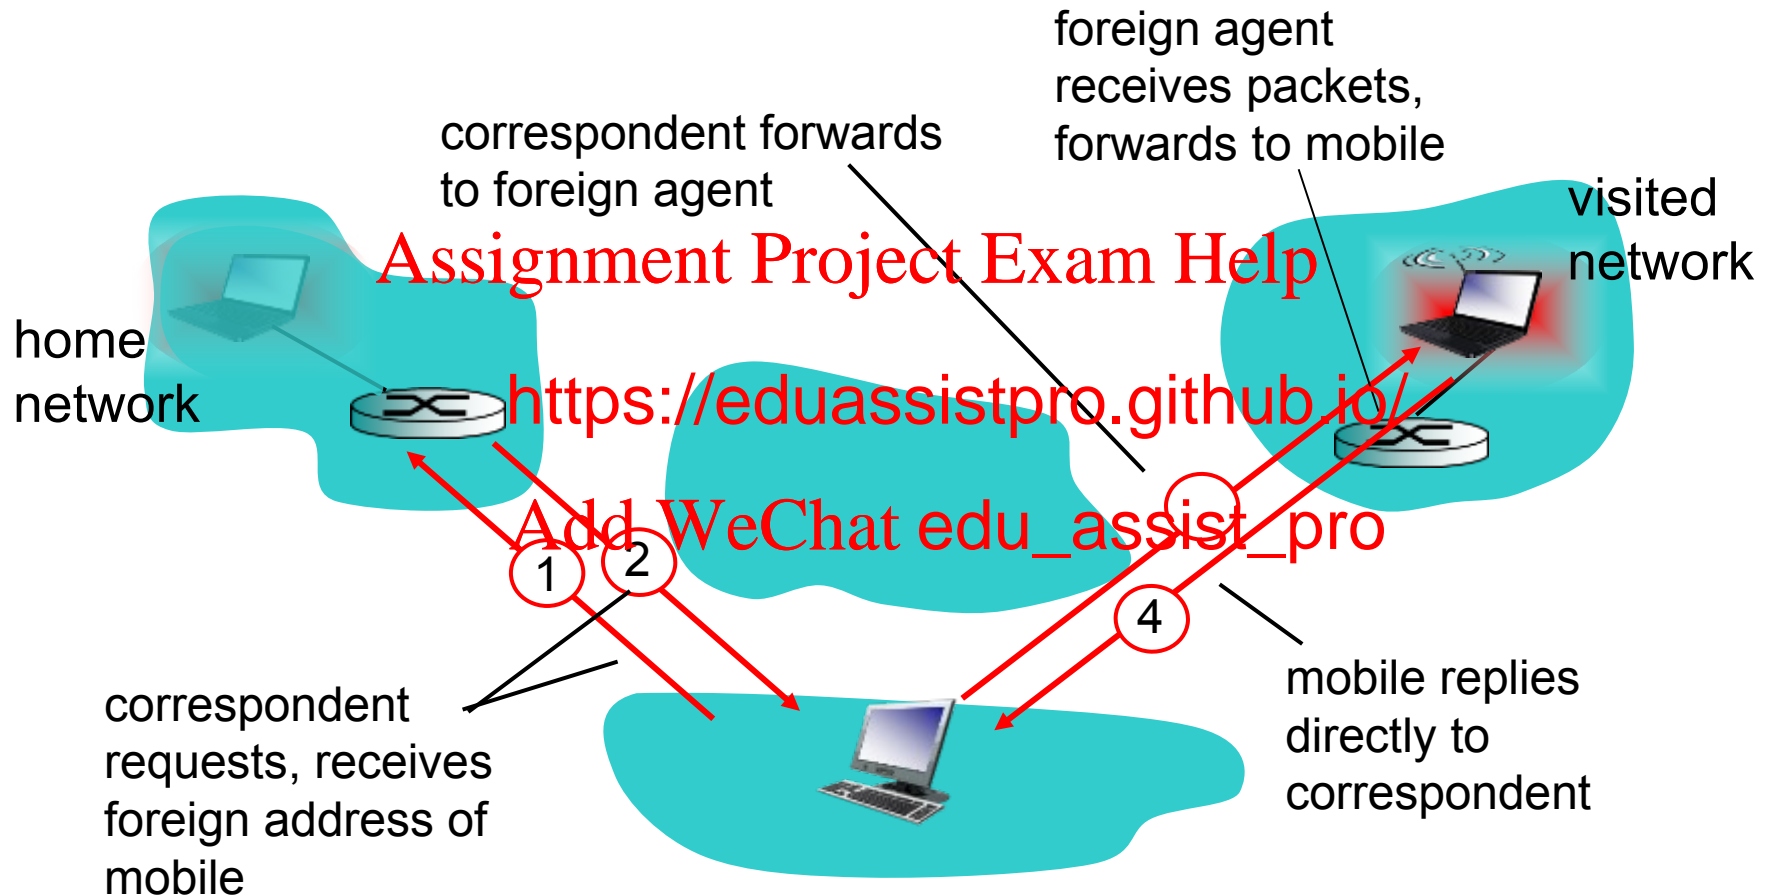 foreign agent
receives packets,
forwards to mobile
correspondent forwards
to foreign agent
visited
network
Assignment Project Exam Help
home
network
https://eduassistpro.github.io/
Add WeChat edu_assist_pro
1
2
4
correspondent
requests, receives
foreign address of
mobile
mobile replies
directly to
correspondent